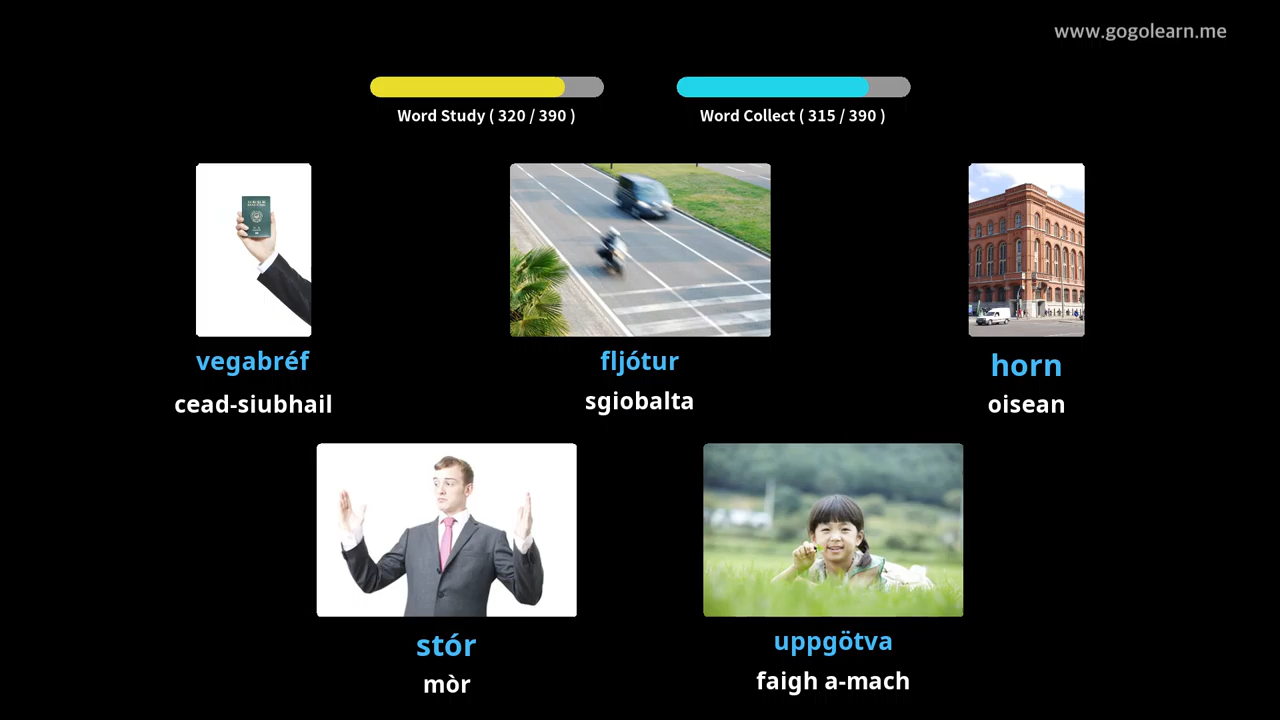 www.gogolearn.me
Word Study ( 320 / 390 )
Word Collect ( 315 / 390 )
vegabréf
fljótur
horn
cead-siubhail
sgiobalta
oisean
stór
uppgötva
mòr
faigh a-mach